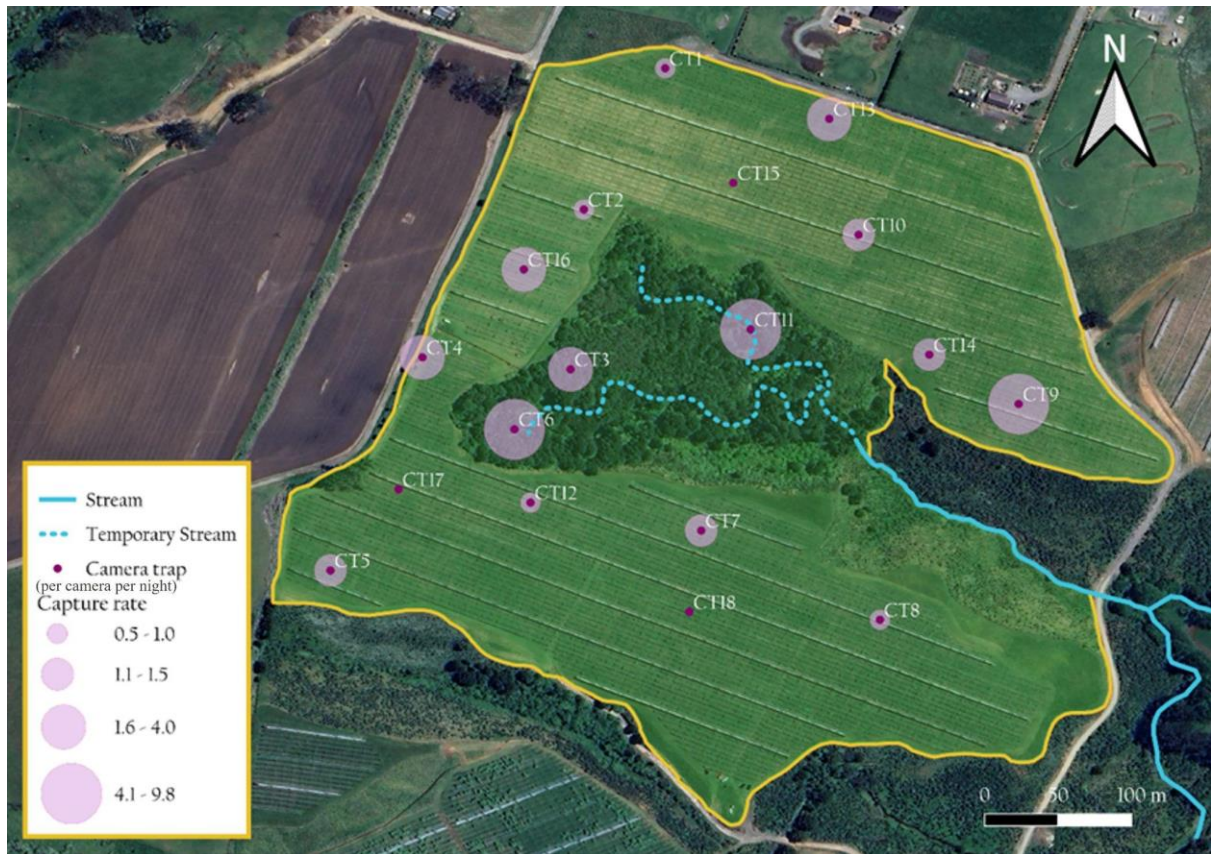 N
CT1
CT13
CT15
CT2
CT10
CT16
CT11
CT4
CT14
CT3
CT9
CT6
CT17
CT12
CT7
CT5
CT18
CT8
Stream
Temporary Stream
Camera trap
(per camera per night)
Capture rate
0.5 - 1.0
1.1 - 1.5
1.6 - 4.0
4.1 - 9.8
0 50 100 m